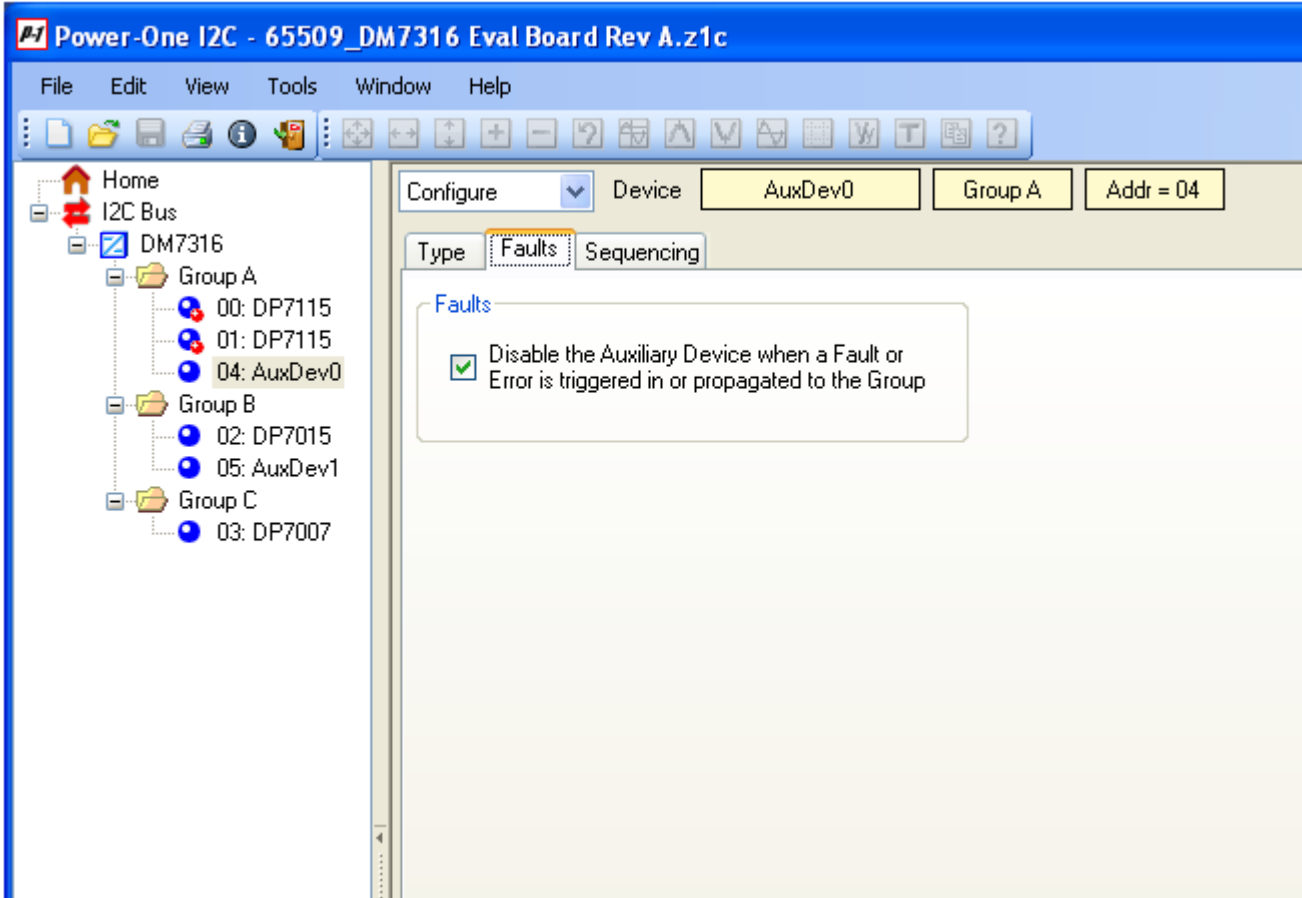 P-1 Power-One I2C - 65509_DM7316 Eval Board Rev A.z1c
File Edit View Tools Window Help
Home
I2C Bus
DM7316
Group A
00: DP7115
01: DP7115
04: AuxDev0
Group B
02: DP7015
05: AuxDev1
Group C
03: DP7007
Configure Device AuxDev0 Group A Addr = 04
Type Faults Sequencing
Faults
Disable the Auxiliary Device when a Fault or
Error is triggered in or propagated to the Group